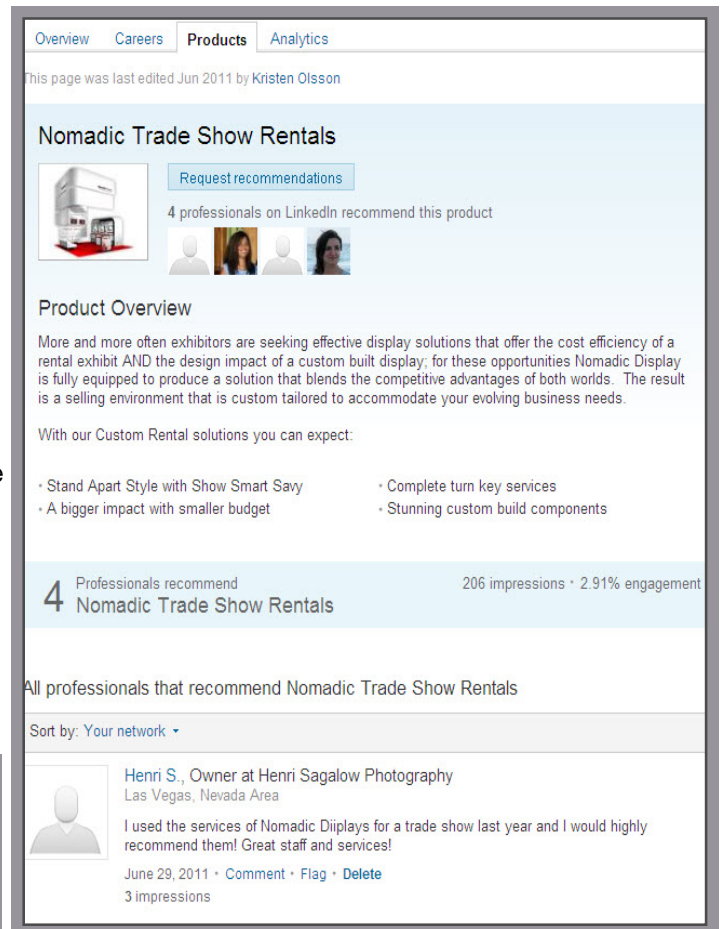 Overview Careers Products Analytics
This page was last edited Jun 2011 by Kristen Olsson
Nomadic Trade Show Rentals
Request recommendations
4 professionals on LinkedIn recommend this product
Product Overview
More and more often exhibitors are seeking effective display solutions that offer the cost efficiency of a
rental exhibit AND the design impact of a custom built display; for these opportunities Nomadic Display
is fully equipped to produce a solution that blends the competitive advantages of both worlds. The result
is a selling environment that is custom tailored to accommodate your evolving business needs.
With our Custom Rental solutions you can expect:
• Stand Apart Style with Show Smart Savy
• A bigger impact with smaller budget
• Complete turn key services
• Stunning custom build components
e
4 Professionals recommend
Nomadic Trade Show Rentals
206 impressions • 2.91% engagement
All professionals that recommend Nomadic Trade Show Rentals
Sort by: Your network
Henri S., Owner at Henri Sagalow Photography
Las Vegas, Nevada Area
I used the services of Nomadic Diiplays for a trade show last year and I would highly
recommend them! Great staff and services!
June 29, 2011 • Comment • Flag • Delete
3 impressions